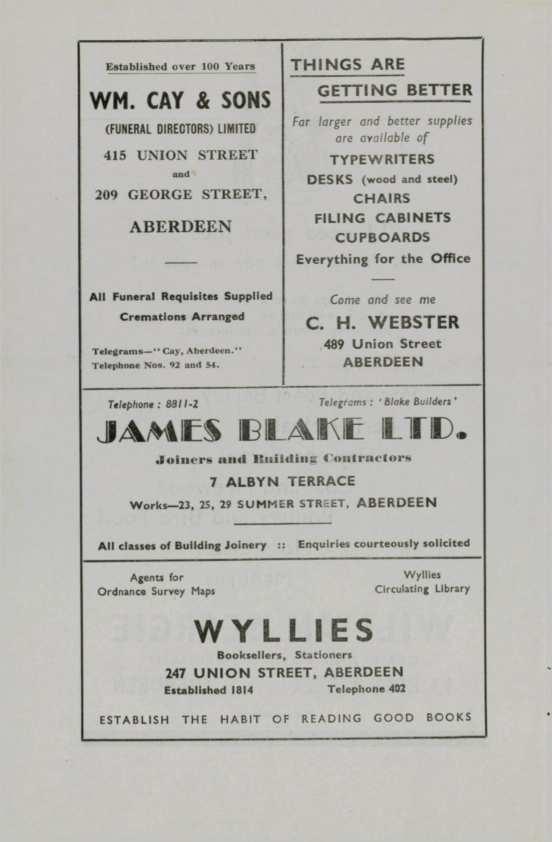 Established over 100 Years
WM. CAY & SONS
(FUNERAL DIRECTORS) LIMITED
415 UNION STREET
and
209 GEORGE STREET,
ABERDEEN
All Funeral Requisites Supplied
Cremations Arranged
Telegrams—"Cay, Aberdeen."
Telephone Nos. 92 and 54.
THINGS ARE
GETTING BETTER
Far larger and better supplies
are available of
TYPEWRITERS
DESKS (wood and steel)
CHAIRS
FILING CABINETS
CUPBOARDS
Everything for the Office
Come and see me
C. H. WEBSTER
489 Union Street
ABERDEEN
Telephone : 8811-2
Telegrams : 'Blake Builders'
JAMES BLAKE LTD.
Joiners and Building Contractors
7 ALBYN TERRACE
Works—23, 25, 29 SUMMER STREET, ABERDEEN
All classes of Building Joinery :: Enquiries courteously solicited
Agents for
Ordnance Survey Maps
Wyllies
Circulating Library
WYLLIES
Booksellers, Stationers
247 UNION STREET, ABERDEEN
Established 1814
Telephone 402
ESTABLISH THE HABIT OF READING GOOD BOOKS